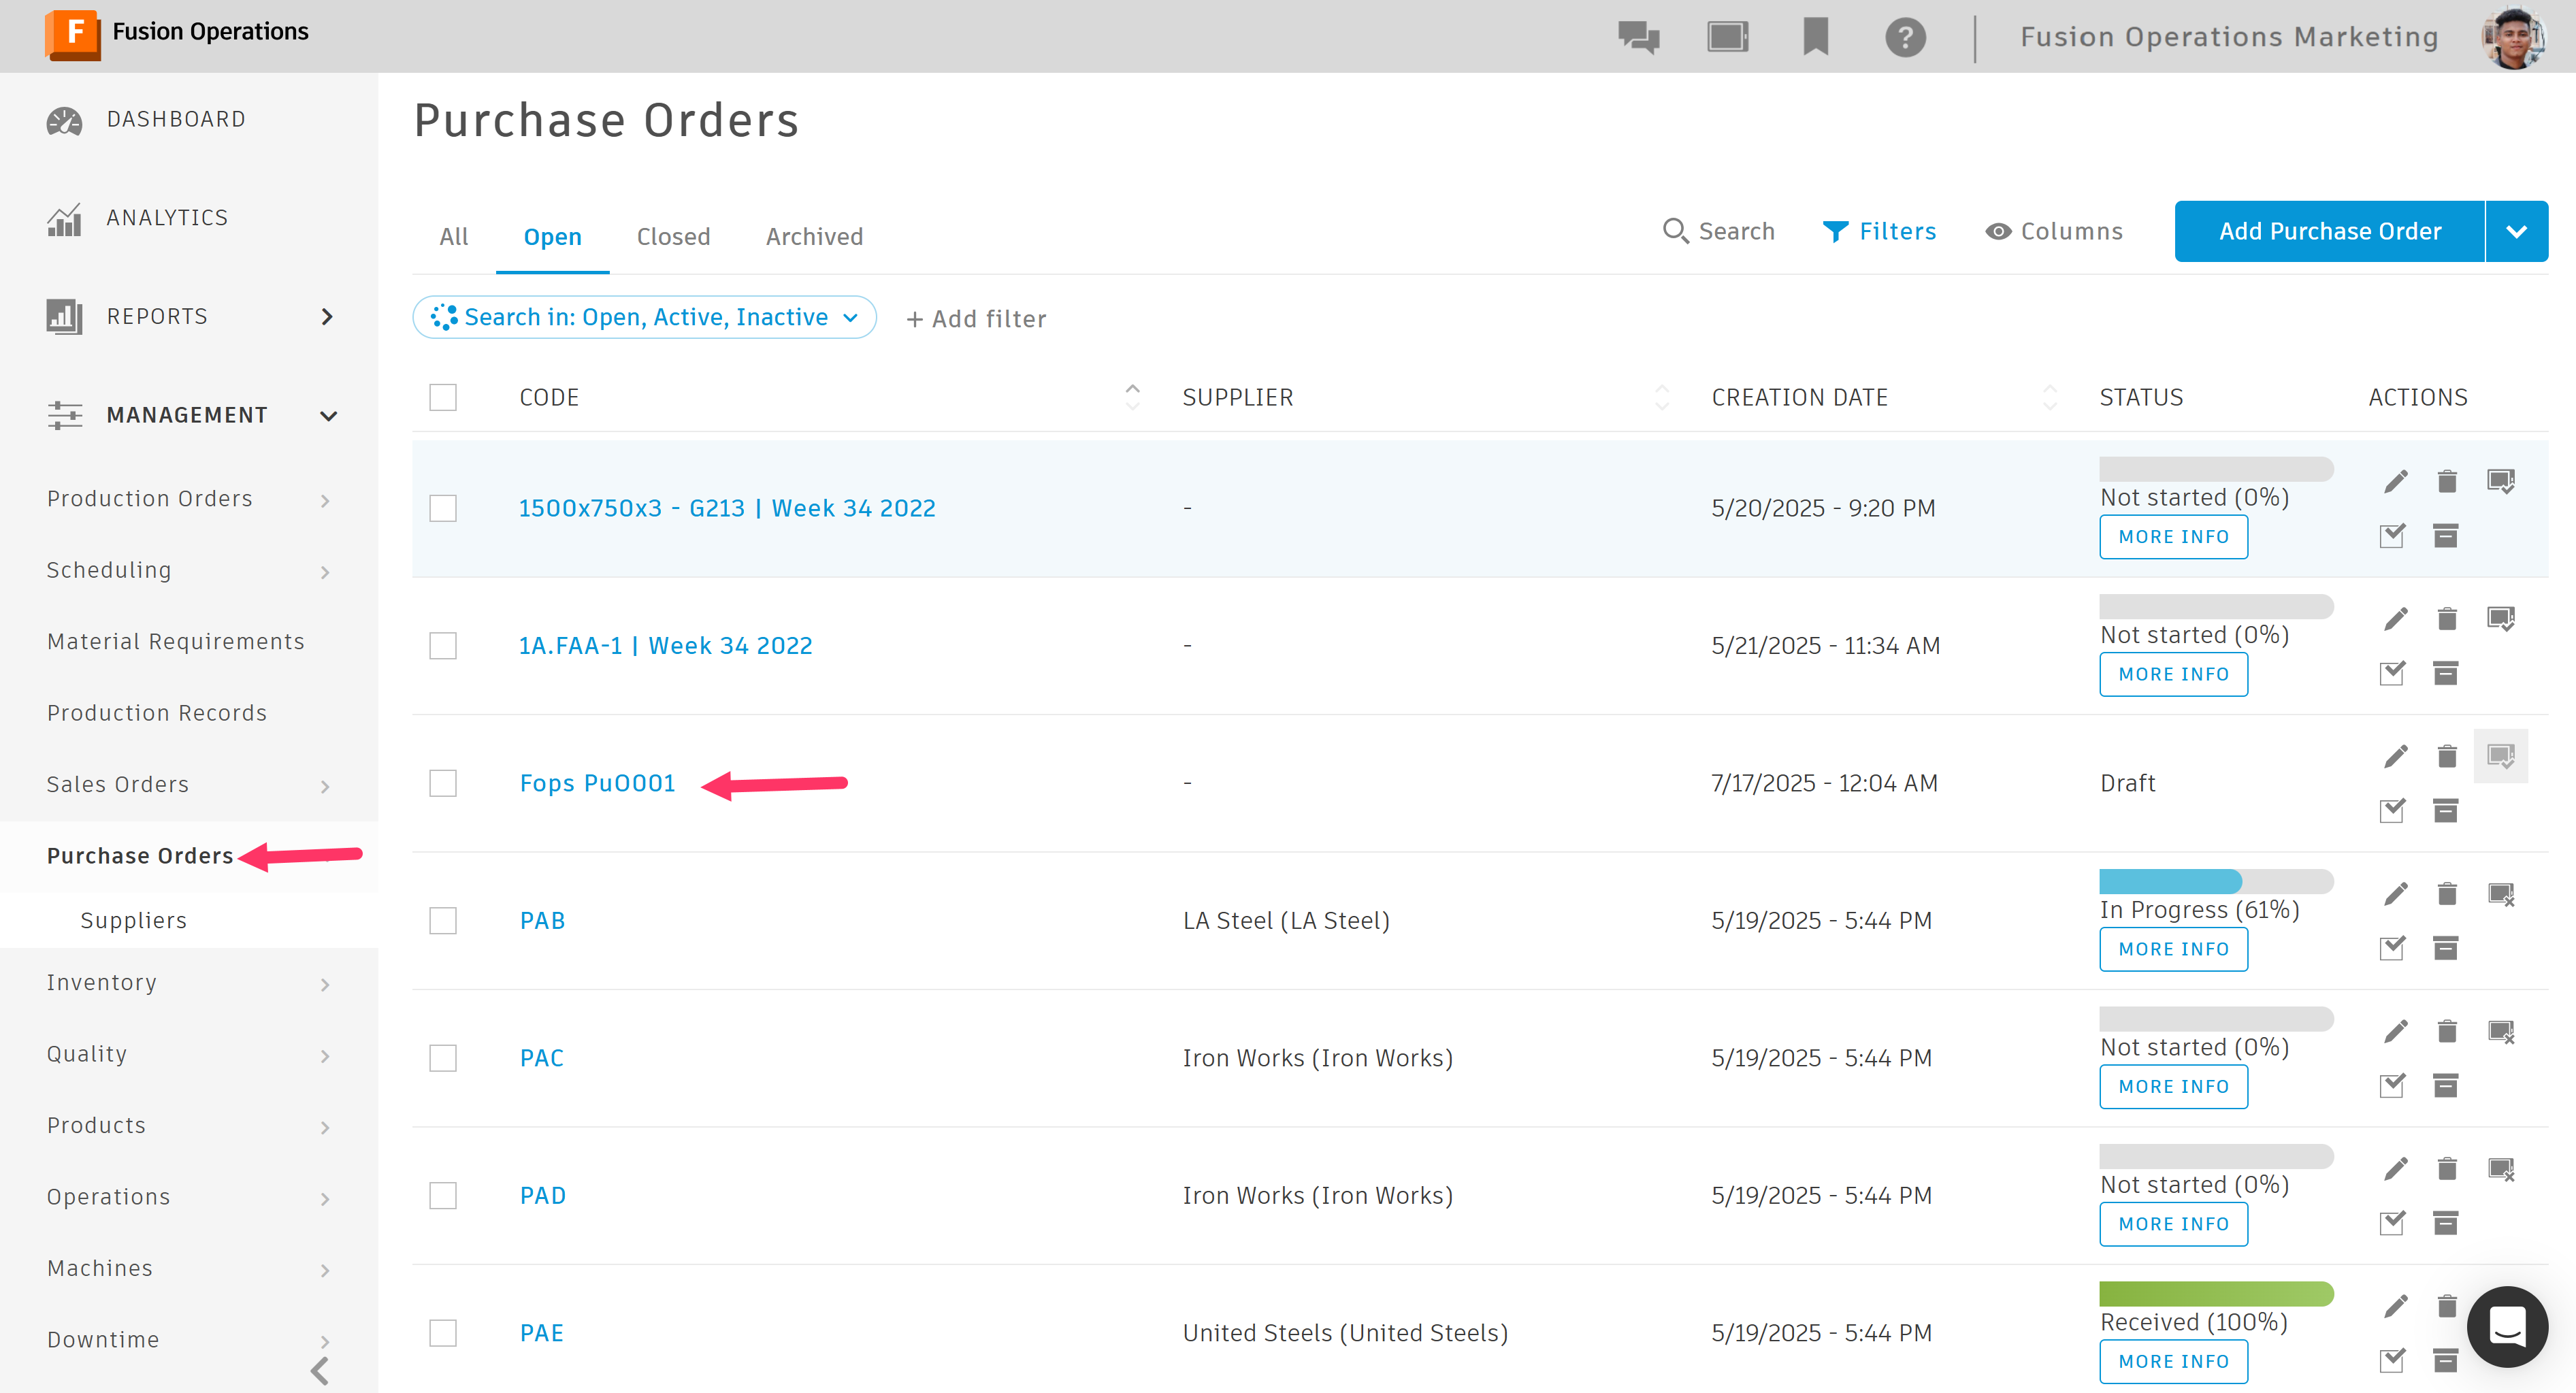 F Fusion Operations
? Fusion Operations Marketing
DASHBOARD
ANALYTICS
REPORTS
MANAGEMENT
Production Orders
Scheduling
Material Requirements
Production Records
Sales Orders
Purchase Orders
Suppliers
Inventory
Quality
Products
Operations
Machines
Downtime
Purchase Orders
All Open Closed Archived Search Filters Columns Add Purchase Order
Search in: Open, Active, Inactive + Add filter
CODE SUPPLIER CREATION DATE STATUS ACTIONS
1500x750x3 - G213 | Week 34 2022 - 5/20/2025 - 9:20 PM Not started (0%)
MORE INFO
1A.FAA-1 | Week 34 2022 - 5/21/2025 - 11:34 AM Not started (0%)
MORE INFO
Fops PuO001 - 7/17/2025 - 12:04 AM Draft
PAB LA Steel (LA Steel) 5/19/2025 - 5:44 PM In Progress (61%)
MORE INFO
PAC Iron Works (Iron Works) 5/19/2025 - 5:44 PM Not started (0%)
MORE INFO
PAD Iron Works (Iron Works) 5/19/2025 - 5:44 PM Not started (0%)
MORE INFO
PAE United Steels (United Steels) 5/19/2025 - 5:44 PM Received (100%)
MORE INFO